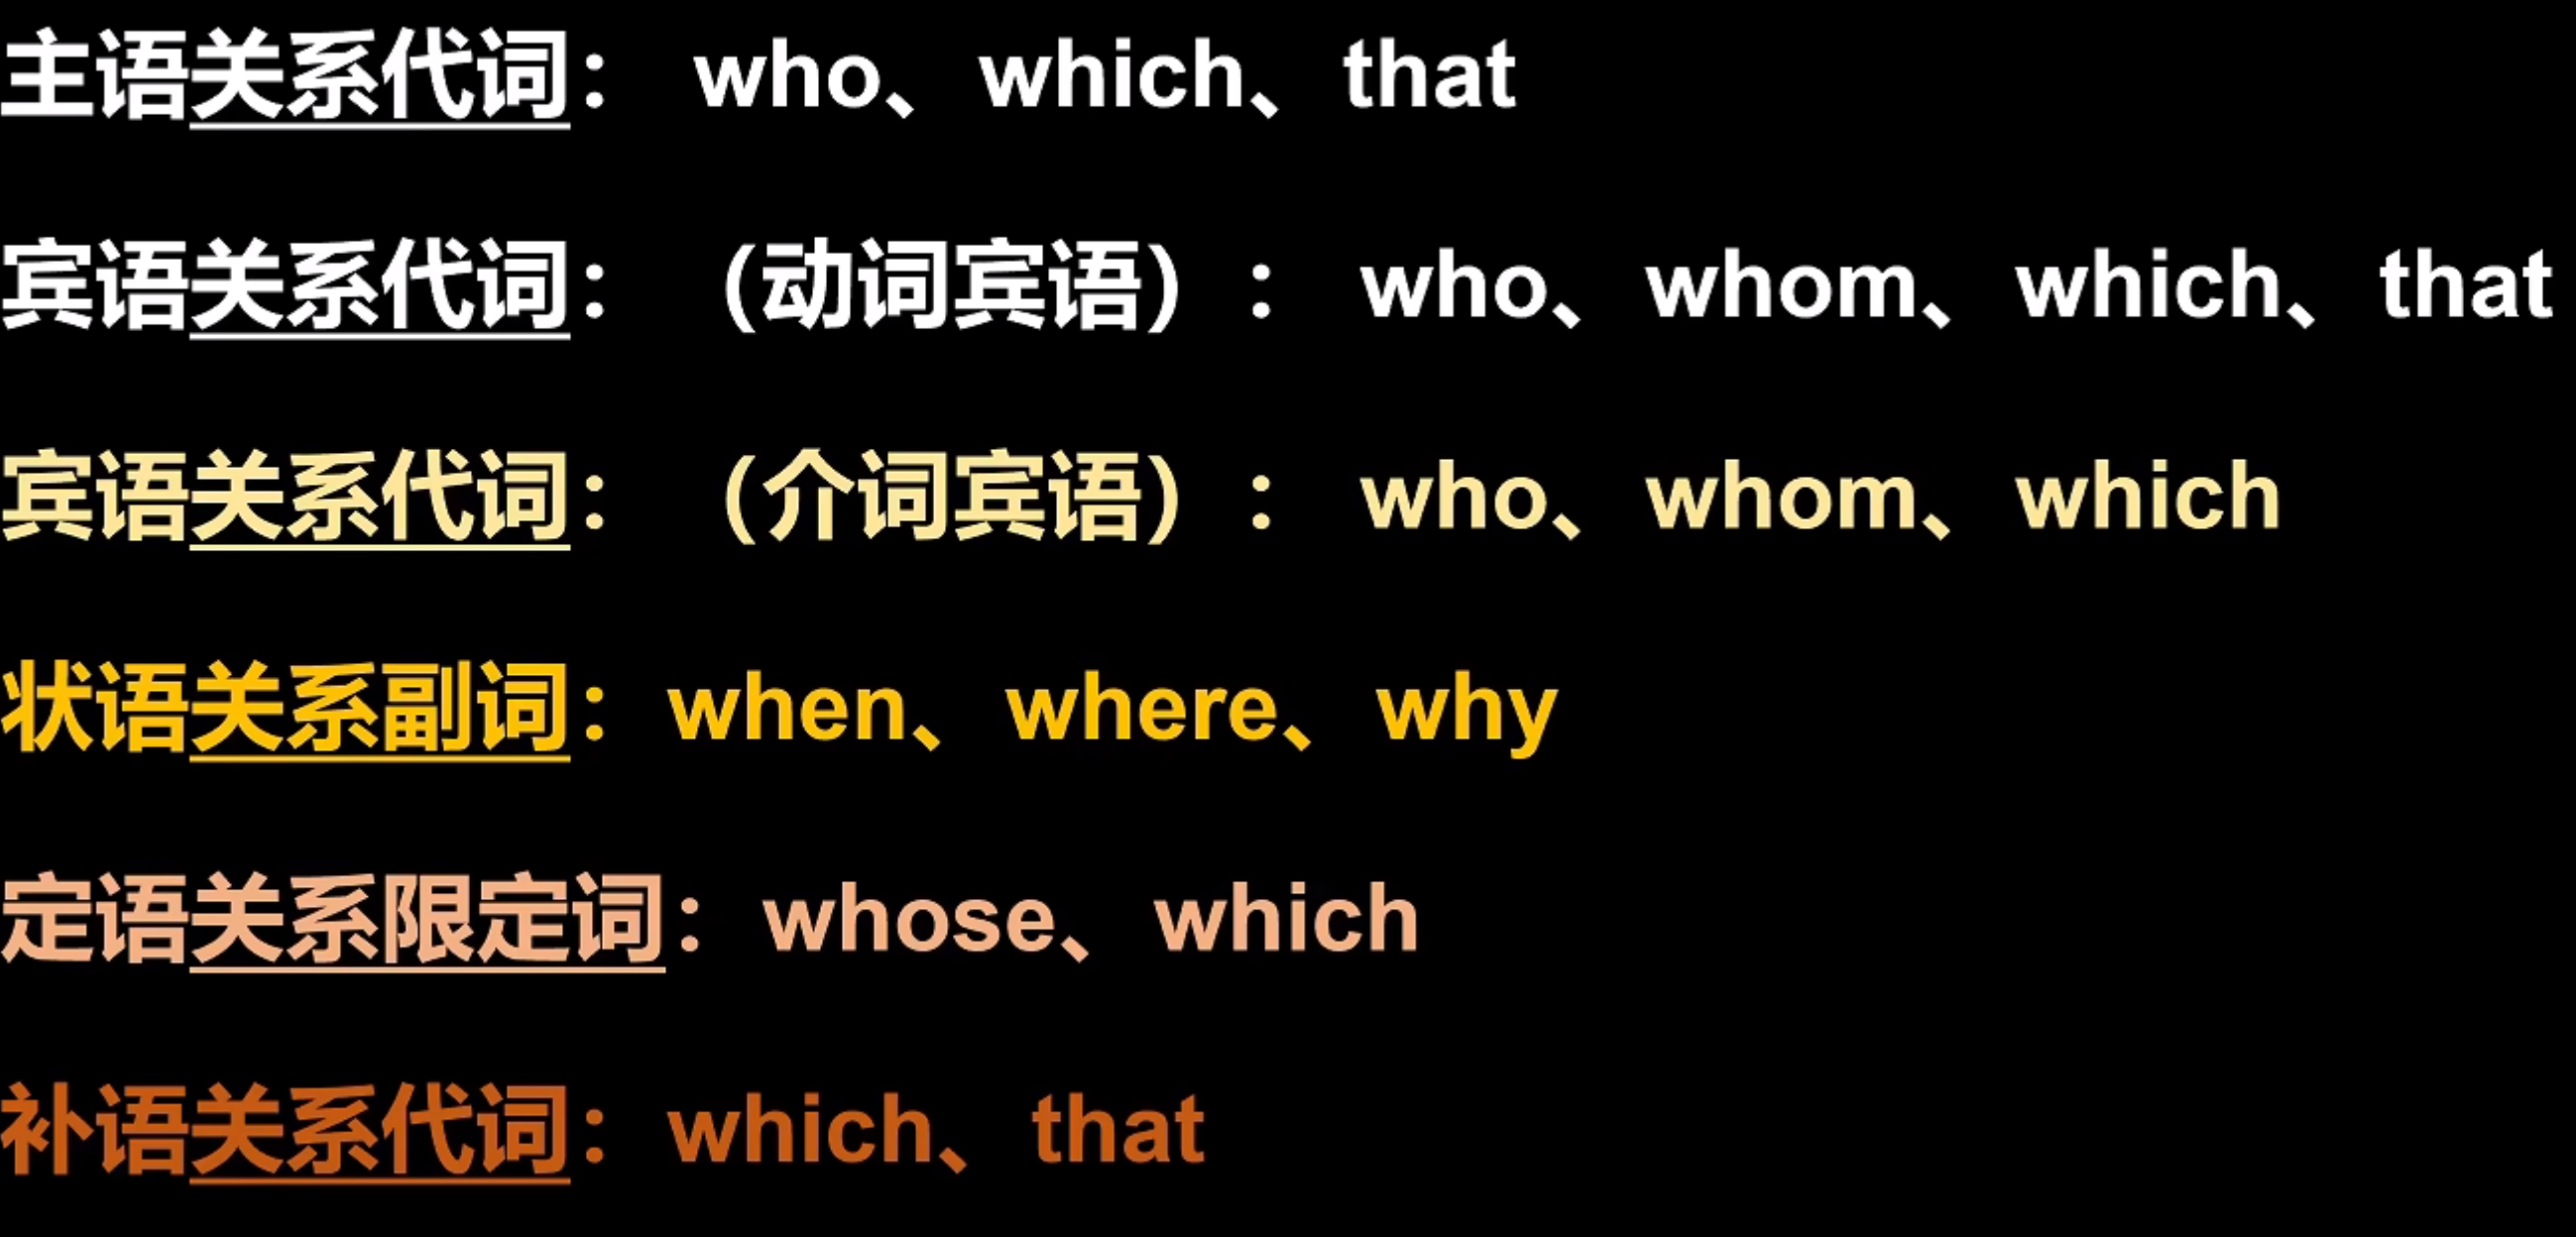 主语关系代词： who、which、that
宾语关系代词：（动词宾语）：who、whom、which、that
宾语关系代词：（介词宾语）：who、whom、which
状语关系副词：when、where、why
定语关系限定词：whose、which
补语关系代词：which、that